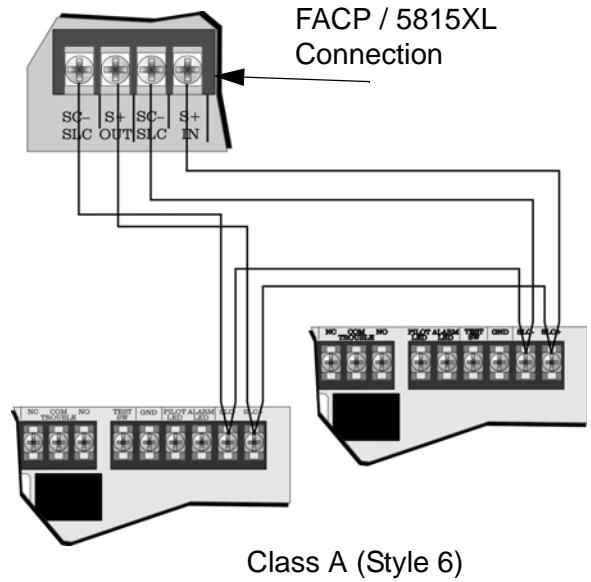 FACP / 5815XL
Connection
SC- S+ SC- S+
SLC OUT SLC IN
NC COM NO PILOT ALARM TEST GND SLC- SLC+
TROUBLE LED LED SW
NC COM NO TEST GND PILOT ALARM SLC- SLC+
TROUBLE SW LED LED
Class A (Style 6)